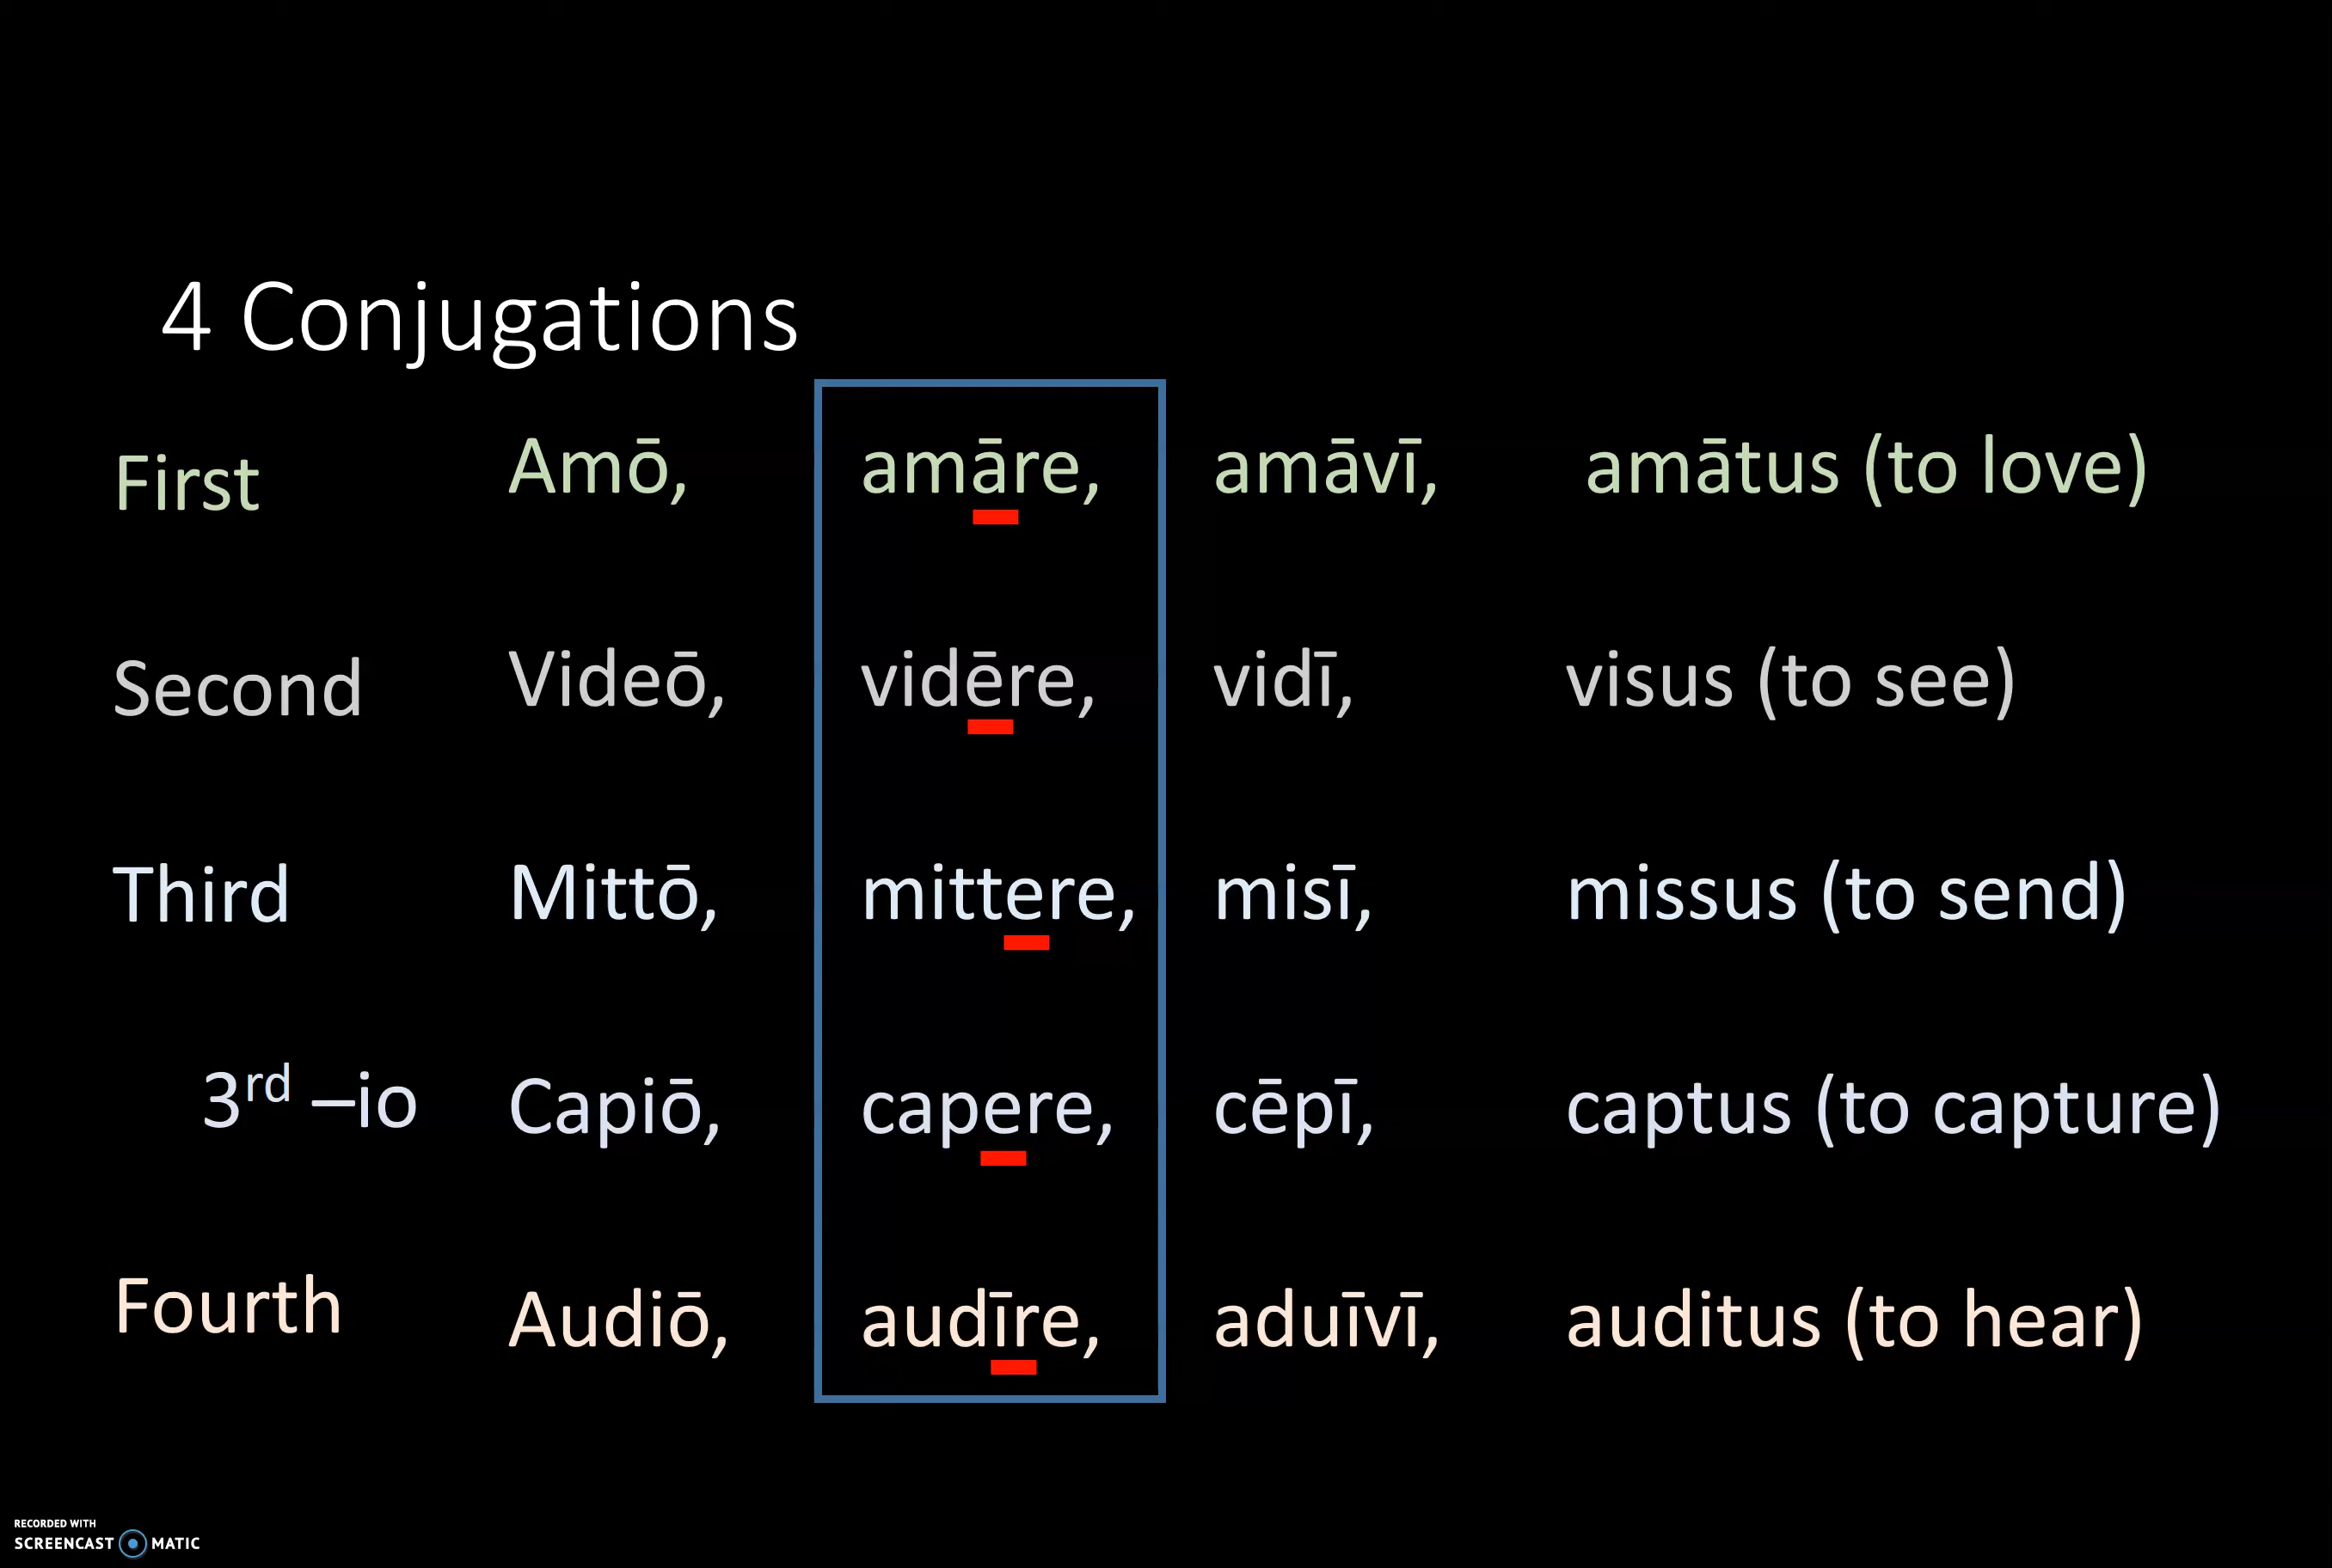 4 Conjugations
First Amō, amāre, amāvī, amātus (to love)
Second Videō, vidēre, vidī, visus (to see)
Third Mittō, mittere, misī, missus (to send)
3rd –io Capiō, capere, cēpī, captus (to capture)
Fourth Audiō, audīre, aduīvī, auditus (to hear)
RECORDED WITH
SCREENCAST MATIC